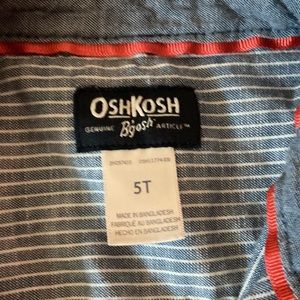 OSHKOSH
GENUINE B'gosh ARTICLE™
5T
MADE IN BANGLADESH
FABRIQUÉ AU BANGLADESH
HECHO EN BANGLADESH